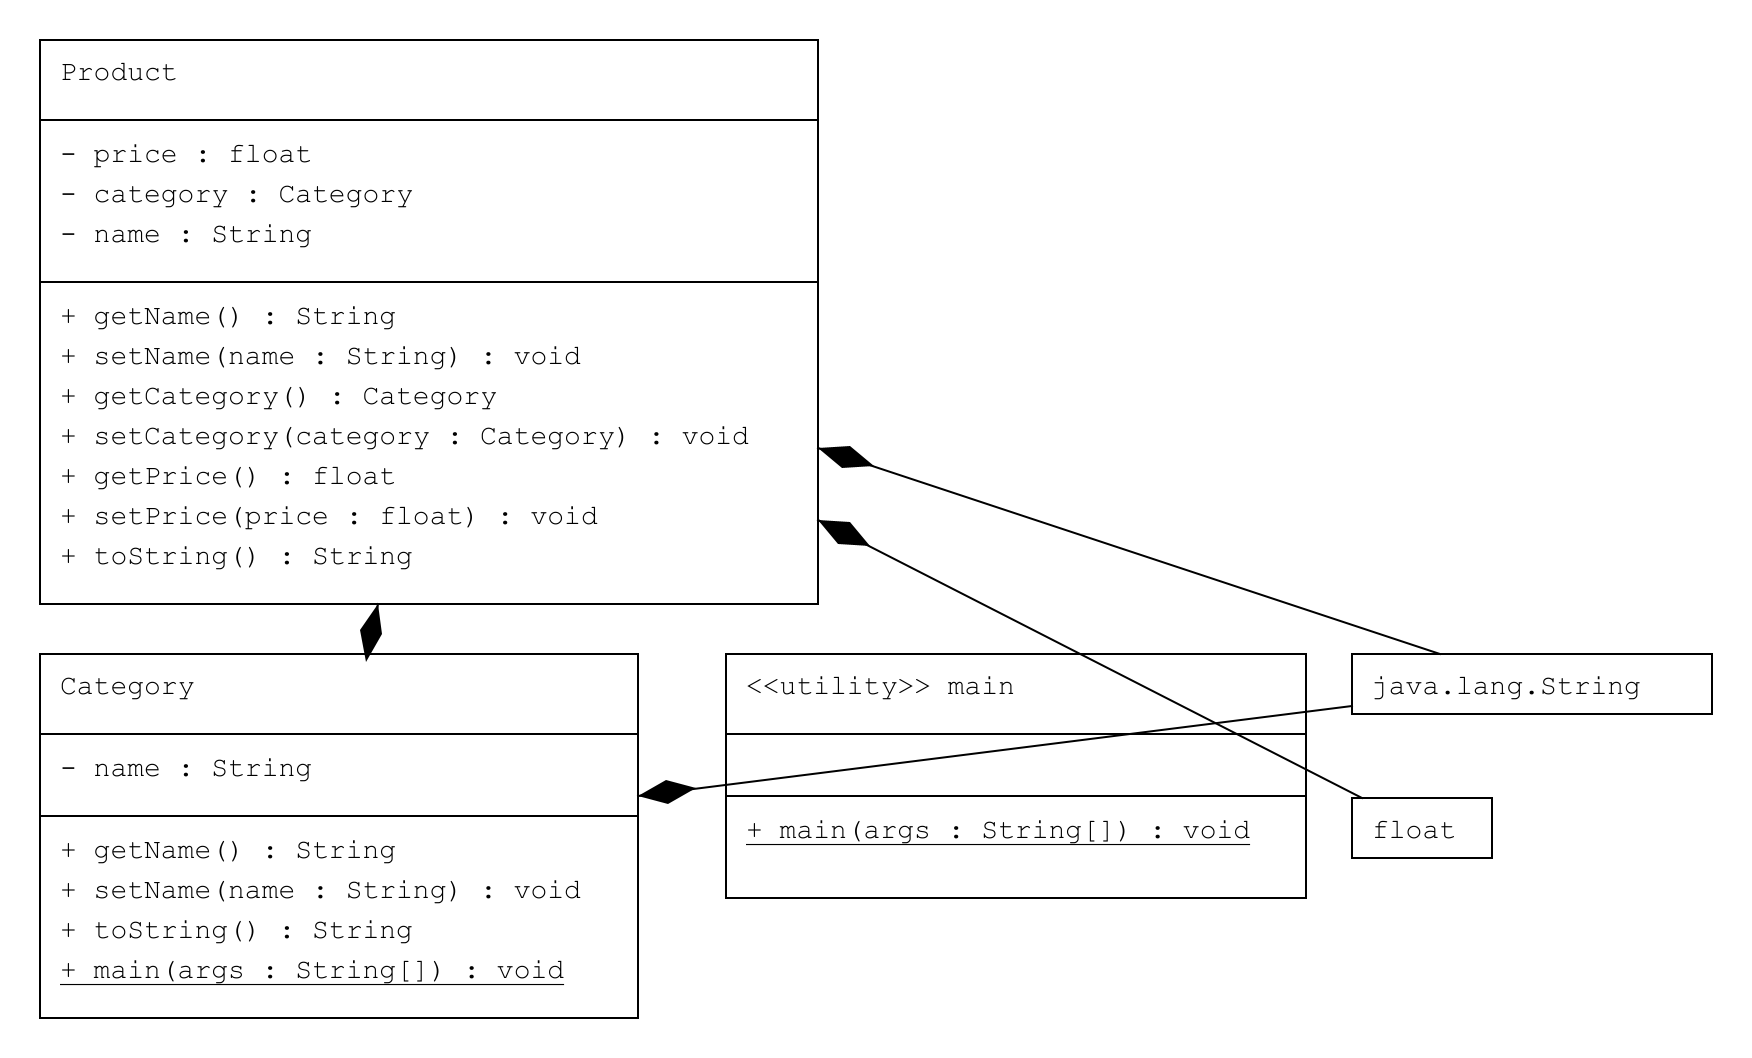 Product
- price : float
- category : Category
- name : String
+ getName() : String
+ setName(name : String) : void
+ getCategory() : Category
+ setCategory(category : Category) : void
+ getPrice() : float
+ setPrice(price : float) : void
+ toString() : String
Category
- name : String
+ getName() : String
+ setName(name : String) : void
+ toString() : String
+ main(args : String[]) : void
<<utility>> main
+ main(args : String[]) : void
java.lang.String
float